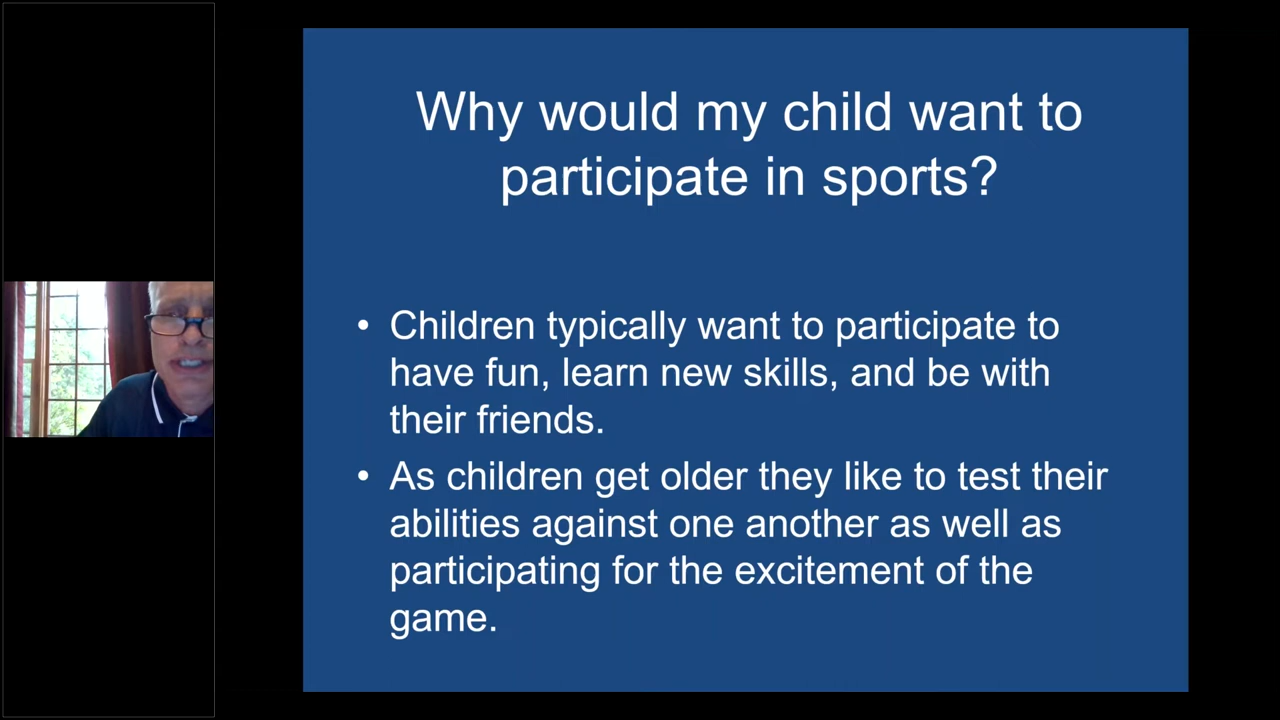 Why would my child want to
participate in sports?
• Children typically want to participate to
have fun, learn new skills, and be with
their friends.
• As children get older they like to test their
abilities against one another as well as
participating for the excitement of the
game.